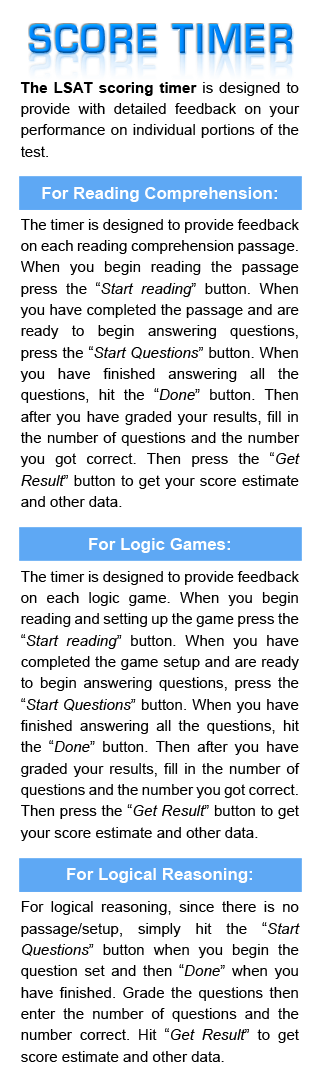 SCORE TIMER
The LSAT scoring timer is designed to
provide with detailed feedback on your
performance on individual portions of the
test.
For Reading Comprehension:
The timer is designed to provide feedback
on each reading comprehension passage.
When you begin reading the passage
press the “Start reading” button. When
you have completed the passage and are
ready to begin answering questions,
press the “Start Questions” button. When
you have finished answering all the
questions, hit the “Done” button. Then
after you have graded your results, fill in
the number of questions and the number
you got correct. Then press the “Get
Result” button to get your score estimate
and other data.
For Logic Games:
The timer is designed to provide feedback
on each logic game. When you begin
reading and setting up the game press the
“Start reading” button. When you have
completed the game setup and are ready
to begin answering questions, press the
“Start Questions” button. When you have
finished answering all the questions, hit
the “Done” button. Then after you have
graded your results, fill in the number of
questions and the number you got correct.
Then press the “Get Result” button to get
your score estimate and other data.
For Logical Reasoning:
For logical reasoning, since there is no
passage/setup, simply hit the “Start
Questions” button when you begin the
question set and then “Done” when you
have finished. Grade the questions then
enter the number of questions and the
number correct. Hit “Get Result” to get
score estimate and other data.